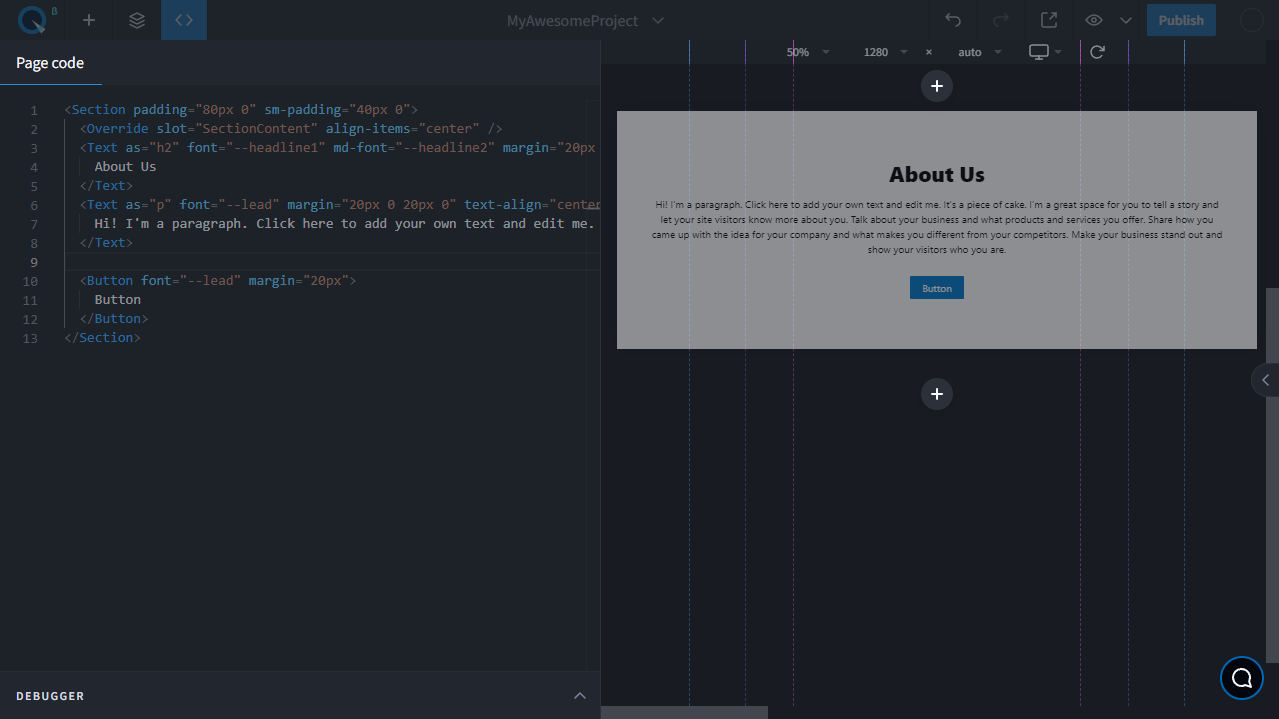 β
MyAwesomeProject
Publish
Page code
50%
1280
×
auto
1 <Section padding="80px 0" sm-padding="40px 0">
2 <Override slot="SectionContent" align-items="center" />
3 <Text as="h2" font="--headline1" md-font="--headline2" margin="20px
4 About Us
5 </Text>
6 <Text as="p" font="--lead" margin="20px 0 20px 0" text-align="center
7 Hi! I'm a paragraph. Click here to add your own text and edit me.
8 </Text>
9
10 <Button font="--lead" margin="20px">
11 Button
12 </Button>
13 </Section>
About Us
Hi! I'm a paragraph. Click here to add your own text and edit me. It's a piece of cake. I'm a great space for you to tell a story and
let your site visitors know more about you. Talk about your business and what products and services you offer. Share how you
came up with the idea for your company and what makes you different from your competitors. Make your business stand out and
show your visitors who you are.
Button
DEBUGGER